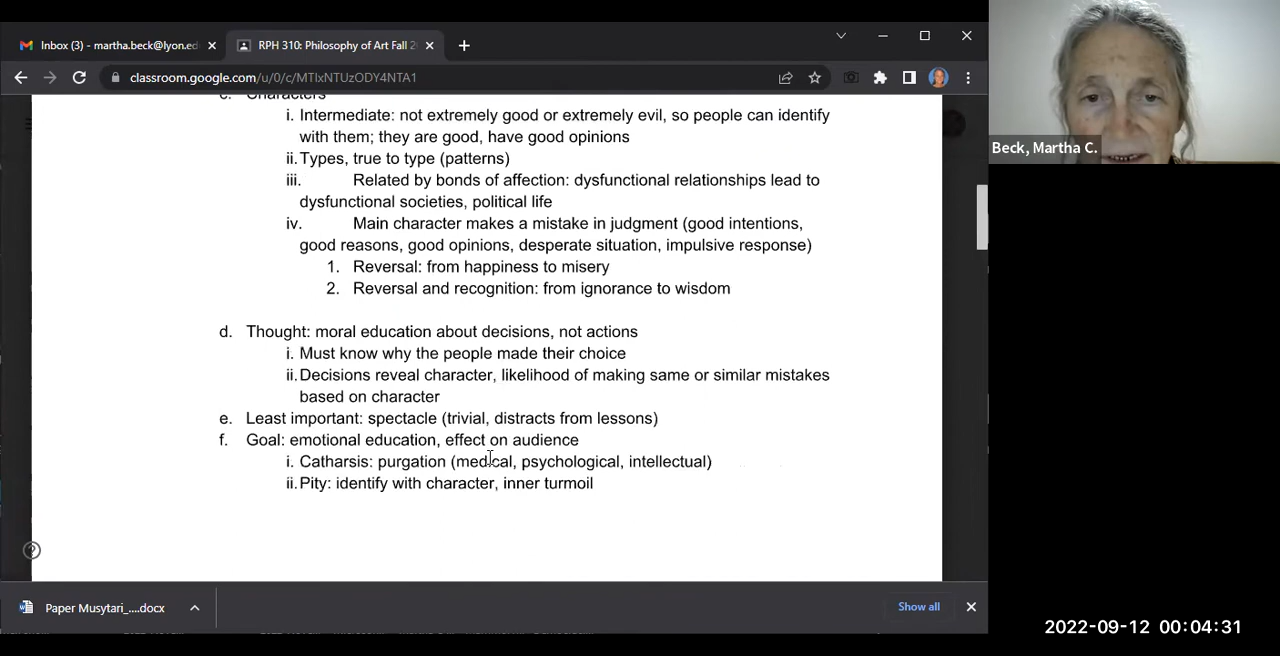 Inbox (3) - martha.beck@lyon.ed
RPH 310: Philosophy of Art Fall 2
classroom.google.com/u/0/c/MTIxNTUzODY4NTA1
c. Characters
i. Intermediate: not extremely good or extremely evil, so people can identify
with them; they are good, have good opinions
ii. Types, true to type (patterns)
iii. Related by bonds of affection: dysfunctional relationships lead to
dysfunctional societies, political life
iv. Main character makes a mistake in judgment (good intentions,
good reasons, good opinions, desperate situation, impulsive response)
1. Reversal: from happiness to misery
2. Reversal and recognition: from ignorance to wisdom
d. Thought: moral education about decisions, not actions
i. Must know why the people made their choice
ii. Decisions reveal character, likelihood of making same or similar mistakes
based on character
e. Least important: spectacle (trivial, distracts from lessons)
f. Goal: emotional education, effect on audience
i. Catharsis: purgation (medical, psychological, intellectual)
ii. Pity: identify with character, inner turmoil
Paper Musytari_....docx
Show all
Beck, Martha C.
2022-09-12 00:04:31